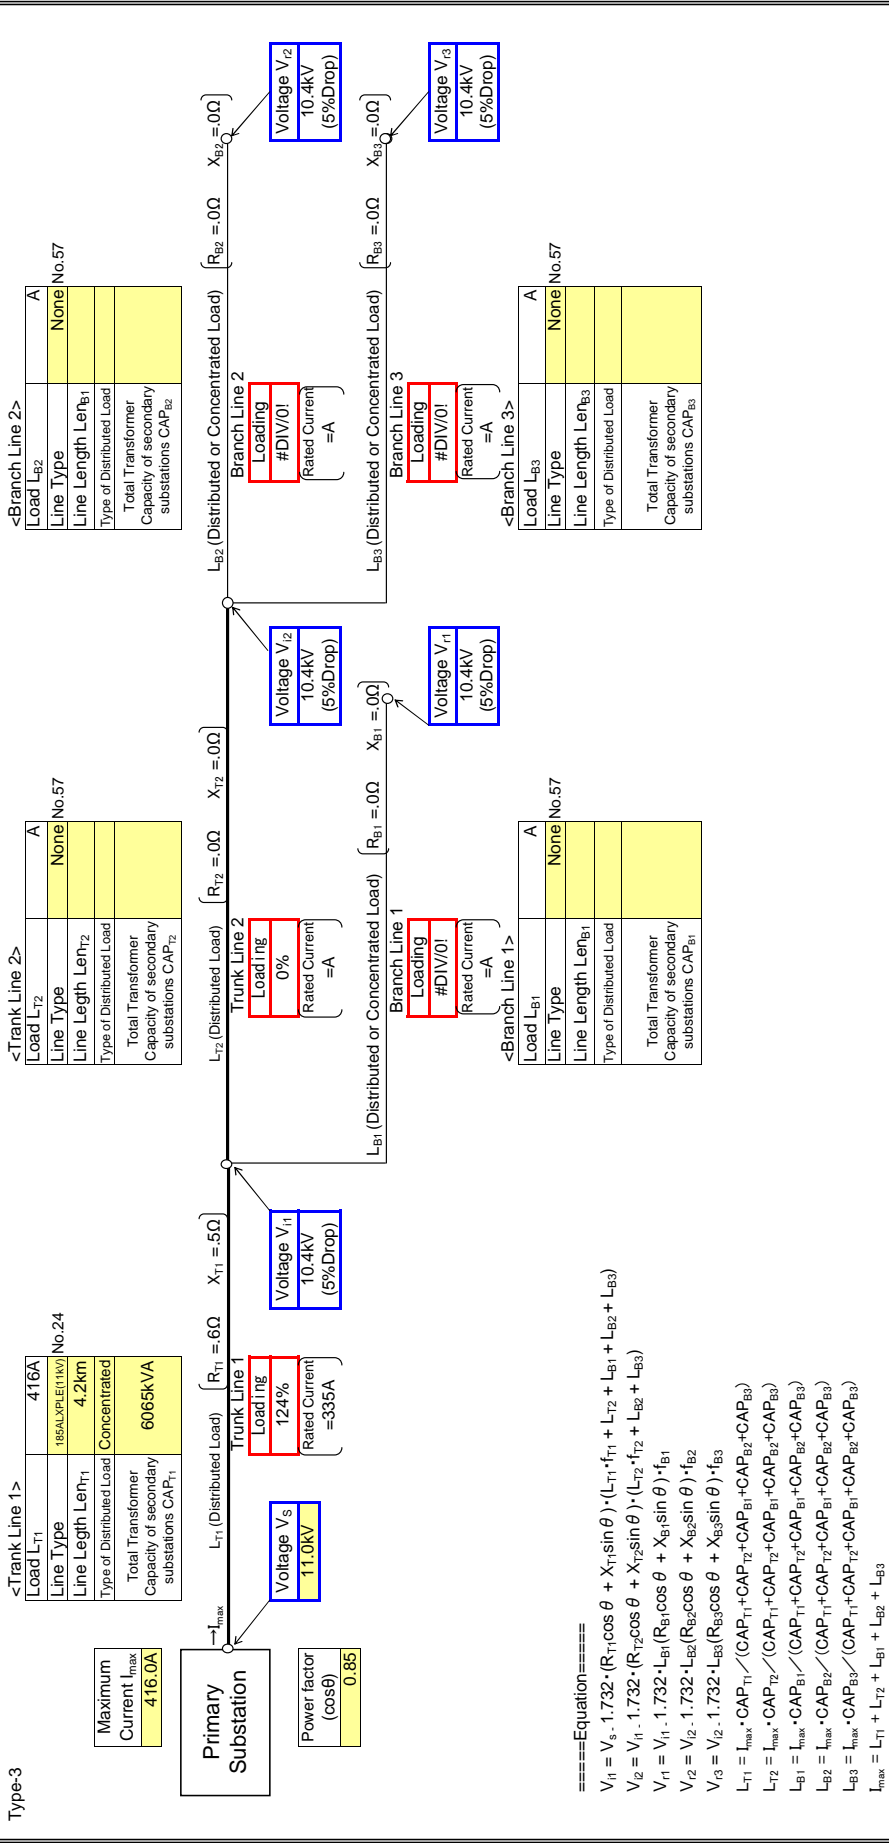 Type-3
Maximum
Current Imax
416.0A
Primary
Substation
Power factor
(cosθ)
0.85
→Imax
Voltage VS
11.0kV
<Trank Line 1>
Load LT1 416A
Line Type 185ALXPLE(11kV) No.24
Line Legth LenT1 4.2km
Type of Distributed Load Concentrated
Total Transformer
Capacity of secondary
substations CAPT1
6065kVA
LT1 (Distributed Load)
RT1 =.6Ω XT1 =.5Ω
Trunk Line 1
Loading
124%
Rated Current
=335A
Voltage Vi1
10.4kV
(5%Drop)
<Trank Line 2>
Load LT2 A
Line Type None No.57
Line Legth LenT2
Type of Distributed Load
Total Transformer
Capacity of secondary
substations CAPT2
LT2 (Distributed Load)
RT2 =.0Ω XT2 =.0Ω
Trunk Line 2
Loading
0%
Rated Current
=A
Voltage Vi2
10.4kV
(5%Drop)
LB1 (Distributed or Concentrated Load)
RB1 =.0Ω XB1 =.0Ω
Branch Line 1
Loading
#DIV/0!
Rated Current
=A
Voltage Vr1
10.4kV
(5%Drop)
<Branch Line 1>
Load LB1 A
Line Type None No.57
Line Length LenB1
Type of Distributed Load
Total Transformer
Capacity of secondary
substations CAPB1
<Branch Line 2>
Load LB2 A
Line Type None No.57
Line Length LenB1
Type of Distributed Load
Total Transformer
Capacity of secondary
substations CAPB2
LB2 (Distributed or Concentrated Load)
RB2 =.0Ω XB2 =.0Ω
Branch Line 2
Loading
#DIV/0!
Rated Current
=A
Voltage Vr2
10.4kV
(5%Drop)
LB3 (Distributed or Concentrated Load)
RB3 =.0Ω XB3 =.0Ω
Branch Line 3
Loading
#DIV/0!
Rated Current
=A
Voltage Vr3
10.4kV
(5%Drop)
<Branch Line 3>
Load LB3 A
Line Type None No.57
Line Length LenB3
Type of Distributed Load
Total Transformer
Capacity of secondary
substations CAPB3
=====Equation=====
Vi1 = Vs - 1.732・(RT1cosθ + XT1sinθ)・(LT1・fT1 + LT2 + LB1 + LB2 + LB3)
Vi2 = Vi1 - 1.732・(RT2cosθ + XT2sinθ)・(LT2・fT2 + LB2 + LB3)
Vr1 = Vi1 - 1.732・LB1(RB1cosθ + XB1sinθ)・fB1
Vr2 = Vi2 - 1.732・LB2(RB2cosθ + XB2sinθ)・fB2
Vr3 = Vi2 - 1.732・LB3(RB3cosθ + XB3sinθ)・fB3
LT1 = Imax・CAPT1／(CAPT1+CAPT2+CAPB1+CAPB2+CAPB3)
LT2 = Imax・CAPT2／(CAPT1+CAPT2+CAPB1+CAPB2+CAPB3)
LB1 = Imax・CAPB1／(CAPT1+CAPT2+CAPB1+CAPB2+CAPB3)
LB2 = Imax・CAPB2／(CAPT1+CAPT2+CAPB1+CAPB2+CAPB3)
LB3 = Imax・CAPB3／(CAPT1+CAPT2+CAPB1+CAPB2+CAPB3)
Imax = LT1 + LT2 + LB1 + LB2 + LB3